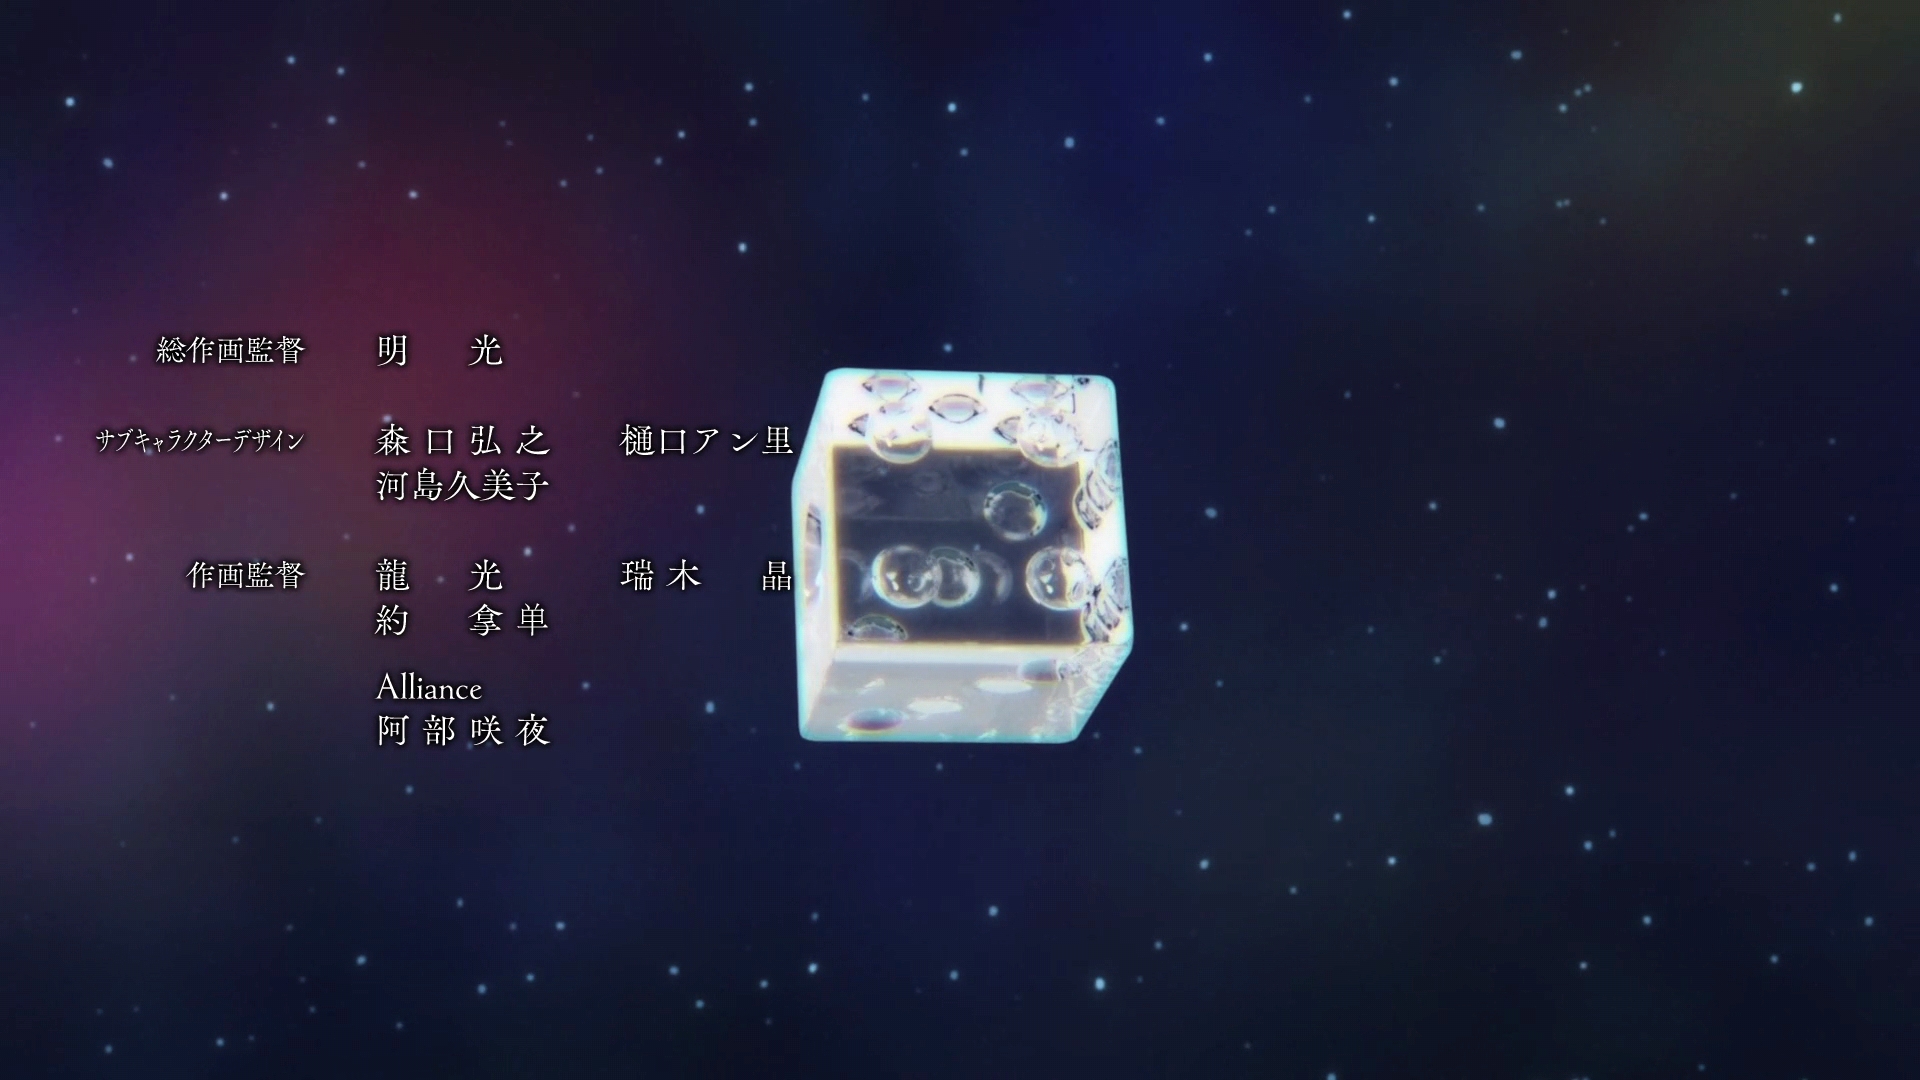 総作画監督 明光
サブキャラクターデザイン 森口弘之 樋口アン里
河島久美子
作画監督 龍光 瑞木晶
約拿単
Alliance
阿部咲夜